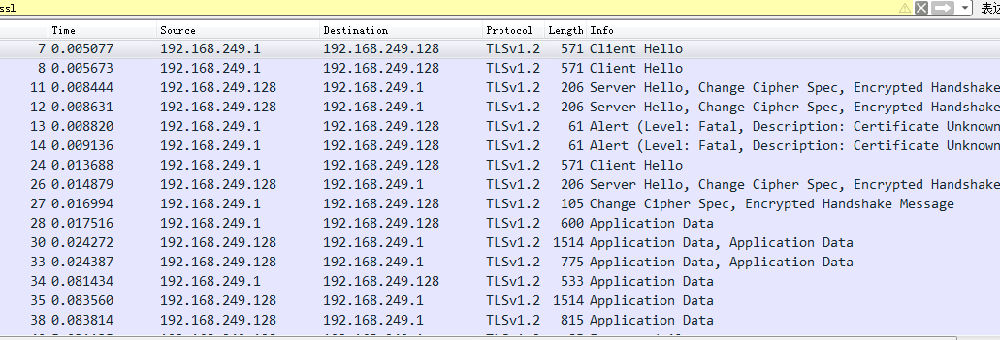 ssl 表达
Time Source Destination Protocol Length Info
7 0.005077 192.168.249.1 192.168.249.128 TLSv1.2 571 Client Hello
8 0.005673 192.168.249.1 192.168.249.128 TLSv1.2 571 Client Hello
11 0.008444 192.168.249.128 192.168.249.1 TLSv1.2 206 Server Hello, Change Cipher Spec, Encrypted Handshake
12 0.008631 192.168.249.128 192.168.249.1 TLSv1.2 206 Server Hello, Change Cipher Spec, Encrypted Handshake
13 0.008820 192.168.249.1 192.168.249.128 TLSv1.2 61 Alert (Level: Fatal, Description: Certificate Unknown
14 0.009136 192.168.249.1 192.168.249.128 TLSv1.2 61 Alert (Level: Fatal, Description: Certificate Unknown
24 0.013688 192.168.249.1 192.168.249.128 TLSv1.2 571 Client Hello
26 0.014879 192.168.249.128 192.168.249.1 TLSv1.2 206 Server Hello, Change Cipher Spec, Encrypted Handshake
27 0.016994 192.168.249.1 192.168.249.128 TLSv1.2 105 Change Cipher Spec, Encrypted Handshake Message
28 0.017516 192.168.249.1 192.168.249.128 TLSv1.2 600 Application Data
30 0.024272 192.168.249.128 192.168.249.1 TLSv1.2 1514 Application Data, Application Data
33 0.024387 192.168.249.128 192.168.249.1 TLSv1.2 775 Application Data, Application Data
34 0.081434 192.168.249.1 192.168.249.128 TLSv1.2 533 Application Data
35 0.083560 192.168.249.128 192.168.249.1 TLSv1.2 1514 Application Data
38 0.083814 192.168.249.128 192.168.249.1 TLSv1.2 815 Application Data